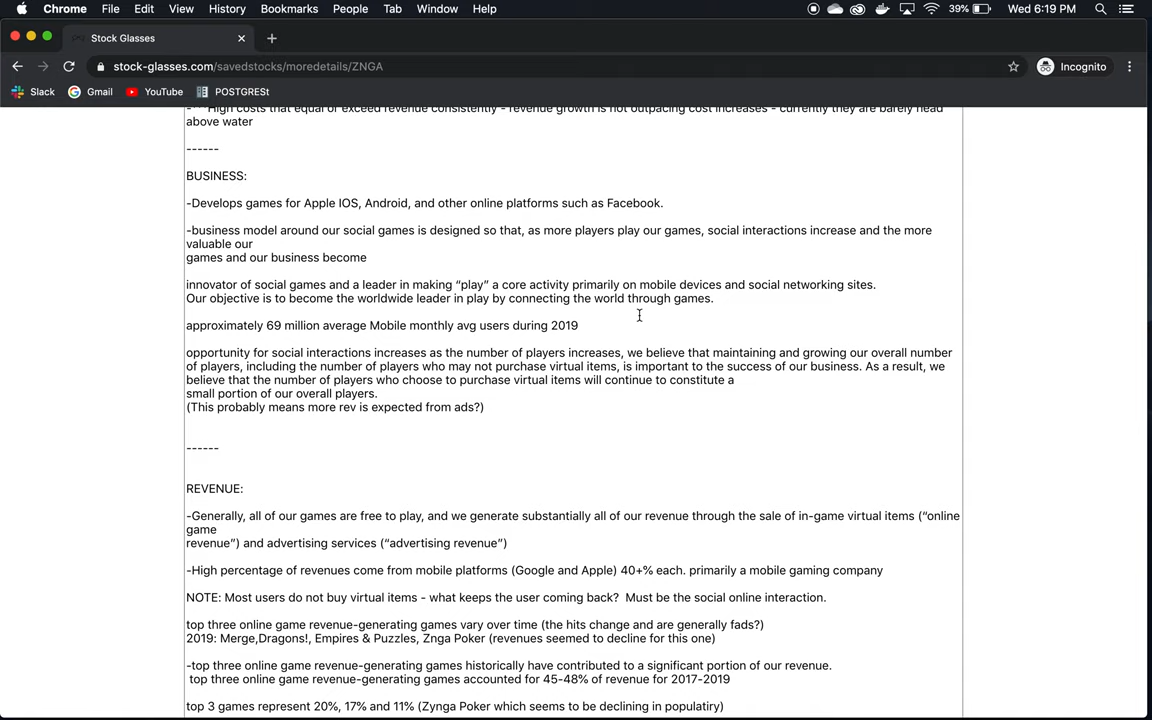 Chrome File Edit View History Bookmarks People Tab Window Help 39% Wed 6:19 PM
Stock Glasses
stock-glasses.com/savedstocks/moredetails/ZNGA Incognito
Slack Gmail YouTube POSTGRESt
-***High costs that equal or exceed revenue consistently - revenue growth is not outpacing cost increases - currently they are barely head
above water
------
BUSINESS:
-Develops games for Apple IOS, Android, and other online platforms such as Facebook.
-business model around our social games is designed so that, as more players play our games, social interactions increase and the more
valuable our
games and our business become
innovator of social games and a leader in making “play” a core activity primarily on mobile devices and social networking sites.
Our objective is to become the worldwide leader in play by connecting the world through games.
approximately 69 million average Mobile monthly avg users during 2019
opportunity for social interactions increases as the number of players increases, we believe that maintaining and growing our overall number
of players, including the number of players who may not purchase virtual items, is important to the success of our business. As a result, we
believe that the number of players who choose to purchase virtual items will continue to constitute a
small portion of our overall players.
(This probably means more rev is expected from ads?)
------
REVENUE:
-Generally, all of our games are free to play, and we generate substantially all of our revenue through the sale of in-game virtual items (“online
game
revenue”) and advertising services (“advertising revenue”)
-High percentage of revenues come from mobile platforms (Google and Apple) 40+% each. primarily a mobile gaming company
NOTE: Most users do not buy virtual items - what keeps the user coming back?  Must be the social online interaction.
top three online game revenue-generating games vary over time (the hits change and are generally fads?)
2019: Merge,Dragons!, Empires & Puzzles, Znga Poker (revenues seemed to decline for this one)
-top three online game revenue-generating games historically have contributed to a significant portion of our revenue.
top three online game revenue-generating games accounted for 45-48% of revenue for 2017-2019
top 3 games represent 20%, 17% and 11% (Zynga Poker which seems to be declining in populatiry)